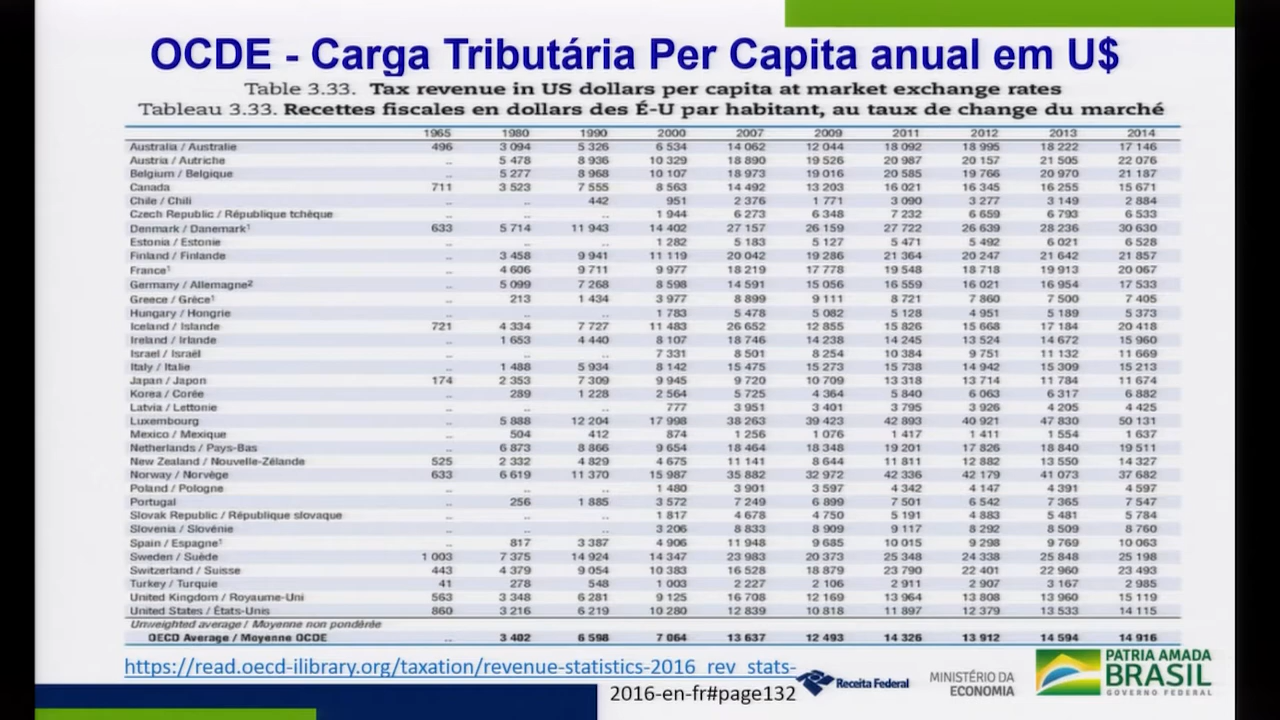 OCDE - Carga Tributária Per Capita anual em U$
Table 3.33. Tax revenue in US dollars per capita at market exchange rates
Tableau 3.33. Recettes fiscales en dollars des É-U par habitant, au taux de change du marché
1965 1980 1990 2000 2007 2009 2011 2012 2013 2014
Australia / Australie 496 3 094 5 326 6 534 14 062 12 044 18 092 18 995 18 222 17 146
Austria / Autriche .. 5 478 8 936 10 329 18 890 19 526 20 987 20 157 21 505 22 076
Belgium / Belgique .. 5 277 8 968 10 107 18 973 19 016 20 585 19 766 20 970 21 187
Canada 711 3 523 7 555 8 563 14 492 13 203 16 021 16 345 16 255 15 671
Chile / Chili .. .. 442 951 2 376 1 771 3 090 3 277 3 149 2 884
Czech Republic / République tchèque .. .. .. 1 944 6 273 6 348 7 232 6 659 6 793 6 533
Denmark / Danemark¹ 633 5 714 11 943 14 402 27 157 26 159 27 722 26 639 28 236 30 630
Estonia / Estonie .. .. .. 1 282 5 183 5 127 5 471 5 492 6 021 6 528
Finland / Finlande .. 3 458 9 941 11 119 20 042 19 286 21 364 20 247 21 642 21 857
France¹ .. 4 606 9 711 9 977 18 219 17 778 19 548 18 718 19 913 20 067
Germany / Allemagne² .. 5 099 7 268 8 598 14 591 15 056 16 559 16 021 16 954 17 533
Greece / Grèce¹ .. 213 1 434 3 977 8 899 9 111 8 721 7 860 7 500 7 405
Hungary / Hongrie .. .. .. 1 783 5 478 5 082 5 128 4 951 5 189 5 373
Iceland / Islande 721 4 334 7 727 11 483 26 652 12 855 15 826 15 668 17 184 20 418
Ireland / Irlande .. 1 653 4 440 8 107 18 746 14 238 14 245 13 524 14 672 15 960
Israel / Israël .. .. .. 7 331 8 501 8 254 10 384 9 751 11 132 11 669
Italy / Italie .. 1 488 5 934 8 142 15 475 15 273 15 738 14 942 15 309 15 213
Japan / Japon 174 2 353 7 309 9 945 9 720 10 709 13 318 13 714 11 784 11 674
Korea / Corée .. 289 1 228 2 564 5 725 4 364 5 840 6 063 6 317 6 882
Latvia / Lettonie .. .. .. 777 3 951 3 401 3 795 3 926 4 205 4 425
Luxembourg .. 5 888 12 204 17 998 38 263 39 423 42 893 40 921 47 830 50 131
Mexico / Mexique .. 504 412 874 1 256 1 076 1 417 1 411 1 554 1 637
Netherlands / Pays-Bas .. 6 873 8 866 9 654 18 464 18 348 19 201 17 826 18 840 19 511
New Zealand / Nouvelle-Zélande 525 2 332 4 829 4 675 11 141 8 644 11 811 12 882 13 550 14 327
Norway / Norvège 633 6 619 11 370 15 987 35 882 32 972 42 336 42 179 41 073 37 682
Poland / Pologne .. .. .. 1 480 3 901 3 597 4 342 4 147 4 391 4 597
Portugal .. 256 1 885 3 572 7 249 6 899 7 501 6 542 7 365 7 547
Slovak Republic / République slovaque .. .. .. 1 817 4 678 4 750 5 191 4 883 5 481 5 784
Slovenia / Slovénie .. .. .. 3 206 8 833 8 909 9 117 8 292 8 509 8 760
Spain / Espagne¹ .. 817 3 387 4 906 11 948 9 685 10 015 9 298 9 769 10 063
Sweden / Suède 1 003 7 375 14 924 14 347 23 983 20 373 25 348 24 338 25 848 25 198
Switzerland / Suisse 443 4 379 9 054 10 383 16 528 18 879 23 790 22 401 22 960 23 493
Turkey / Turquie 41 278 548 1 003 2 227 2 106 2 911 2 907 3 167 2 985
United Kingdom / Royaume-Uni 563 3 348 6 281 9 125 16 708 12 169 13 964 13 808 13 960 15 119
United States / États-Unis 860 3 216 6 219 10 280 12 839 10 818 11 897 12 379 13 533 14 115
Unweighted average / Moyenne non pondérée
OECD Average / Moyenne OCDE .. 3 402 6 598 7 064 13 637 12 493 14 326 13 912 14 594 14 916
https://read.oecd-ilibrary.org/taxation/revenue-statistics-2016_rev_stats-
2016-en-fr#page132
Receita Federal
MINISTÉRIO DA
ECONOMIA
PÁTRIA AMADA
BRASIL
GOVERNO FEDERAL